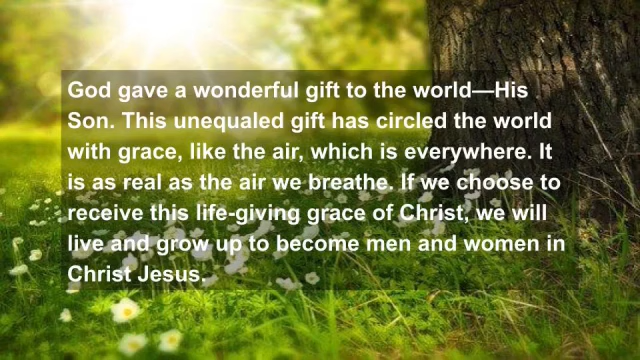 God gave a wonderful gift to the world—His
Son. This unequaled gift has circled the world
with grace, like the air, which is everywhere. It
is as real as the air we breathe. If we choose to
receive this life-giving grace of Christ, we will
live and grow up to become men and women in
Christ Jesus.